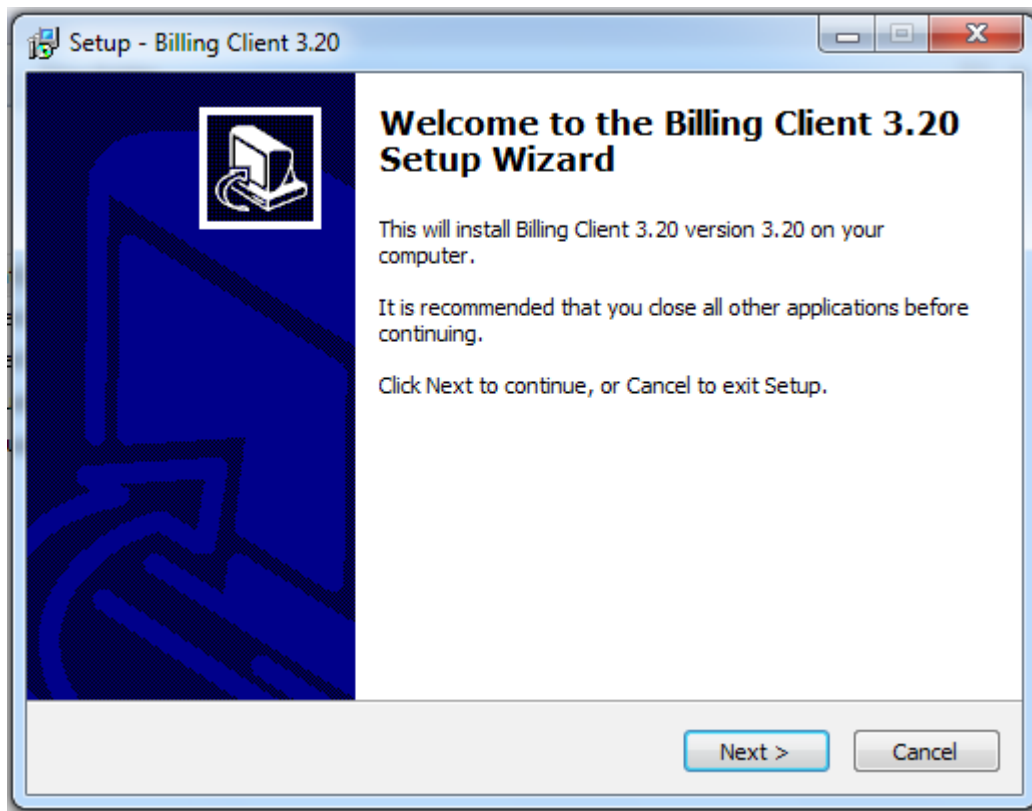 Setup - Billing Client 3.20
Welcome to the Billing Client 3.20
Setup Wizard
This will install Billing Client 3.20 version 3.20 on your
computer.
It is recommended that you close all other applications before
continuing.
Click Next to continue, or Cancel to exit Setup.
Next >
Cancel